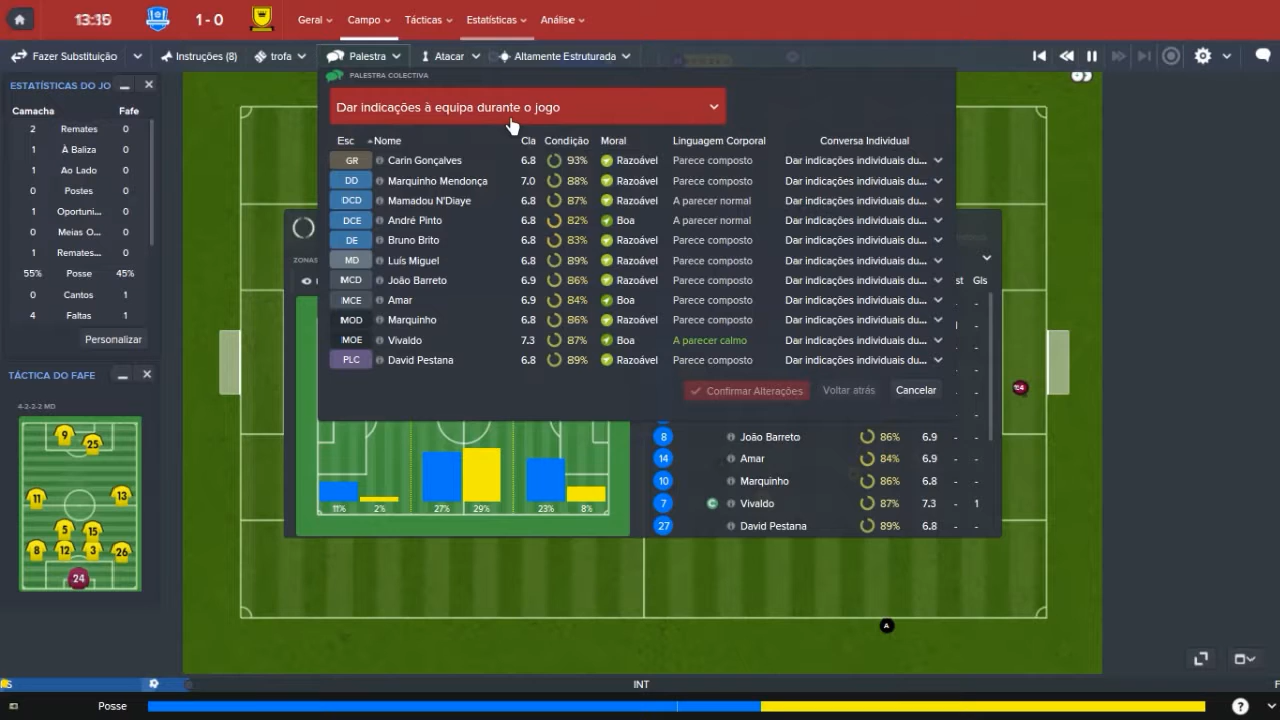 1 - 0
Geral
Campo
Tácticas
Estatísticas
Análise
Fazer Substituição
Instruções (8)
trofa
Palestra
Atacar
Altamente Estruturada
PALESTRA COLECTIVA
Dar indicações à equipa durante o jogo
Esc Nome Cla Condição Moral Linguagem Corporal Conversa Individual
GR Carin Gonçalves 6.8 93% Razoável Parece composto Dar indicações individuais du...
DD Marquinho Mendonça 7.0 88% Razoável Parece composto Dar indicações individuais du...
DCD Mamadou N'Diaye 6.8 87% Razoável A parecer normal Dar indicações individuais du...
DCE André Pinto 6.8 82% Boa A parecer normal Dar indicações individuais du...
DE Bruno Brito 6.8 83% Razoável Parece composto Dar indicações individuais du...
MD Luís Miguel 6.8 89% Razoável Parece composto Dar indicações individuais du...
MCD João Barreto 6.9 86% Razoável Parece composto Dar indicações individuais du...
MCE Amar 6.9 84% Boa Parece composto Dar indicações individuais du...
MOD Marquinho 6.8 86% Razoável Parece composto Dar indicações individuais du...
MOE Vivaldo 7.3 87% Boa A parecer calmo Dar indicações individuais du...
PLC David Pestana 6.8 89% Razoável Parece composto Dar indicações individuais du...
Confirmar Alterações
Voltar atrás
Cancelar
ESTATÍSTICAS DO JO
Camacha Fafe
2 Remates 0
1 À Baliza 0
1 Ao Lado 0
0 Postes 0
1 Oportuni... 0
0 Meias O... 0
1 Remates... 0
55% Posse 45%
0 Cantos 1
4 Faltas 1
Personalizar
TÁCTICA DO FAFE
4-2-2-2 MD
9
25
11
13
5
15
8
12
3
26
24
ZONAS
st Gls
11% 2% 27% 29% 23% 8%
8 João Barreto 86% 6.9 - -
14 Amar 84% 6.9 - -
10 Marquinho 86% 6.8 - -
7 C Vivaldo 87% 7.3 - 1
27 David Pestana 89% 6.8 - -
A
INT
Posse
?